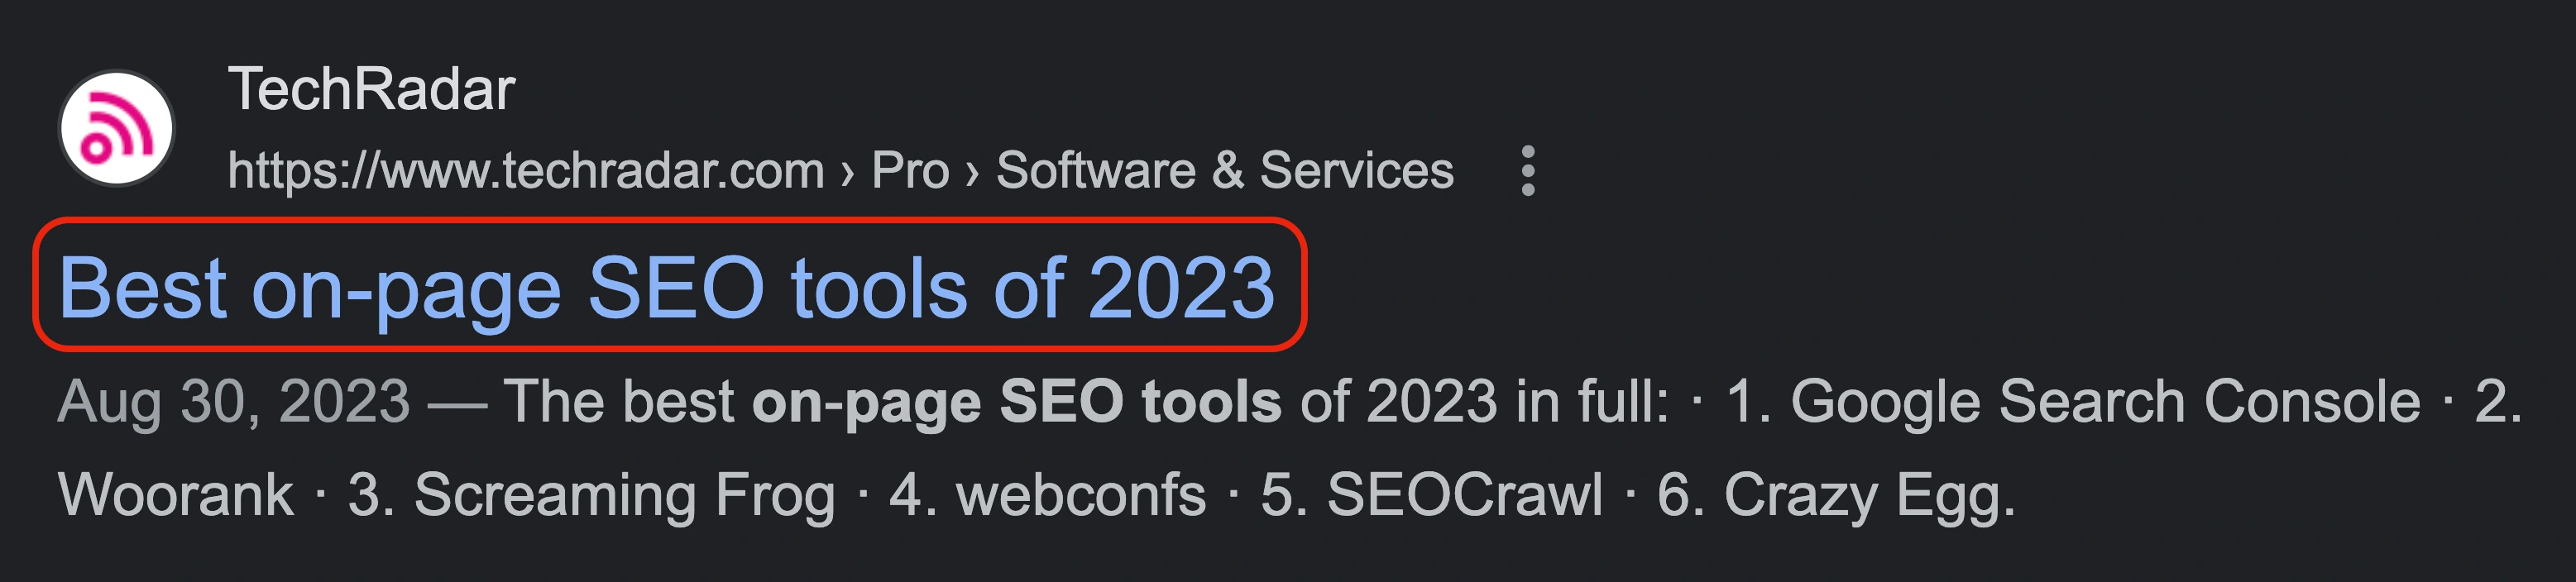 TechRadar
https://www.techradar.com › Pro › Software & Services
Best on-page SEO tools of 2023
Aug 30, 2023 — The best on-page SEO tools of 2023 in full: · 1. Google Search Console · 2.
Woorank · 3. Screaming Frog · 4. webconfs · 5. SEOCrawl · 6. Crazy Egg.